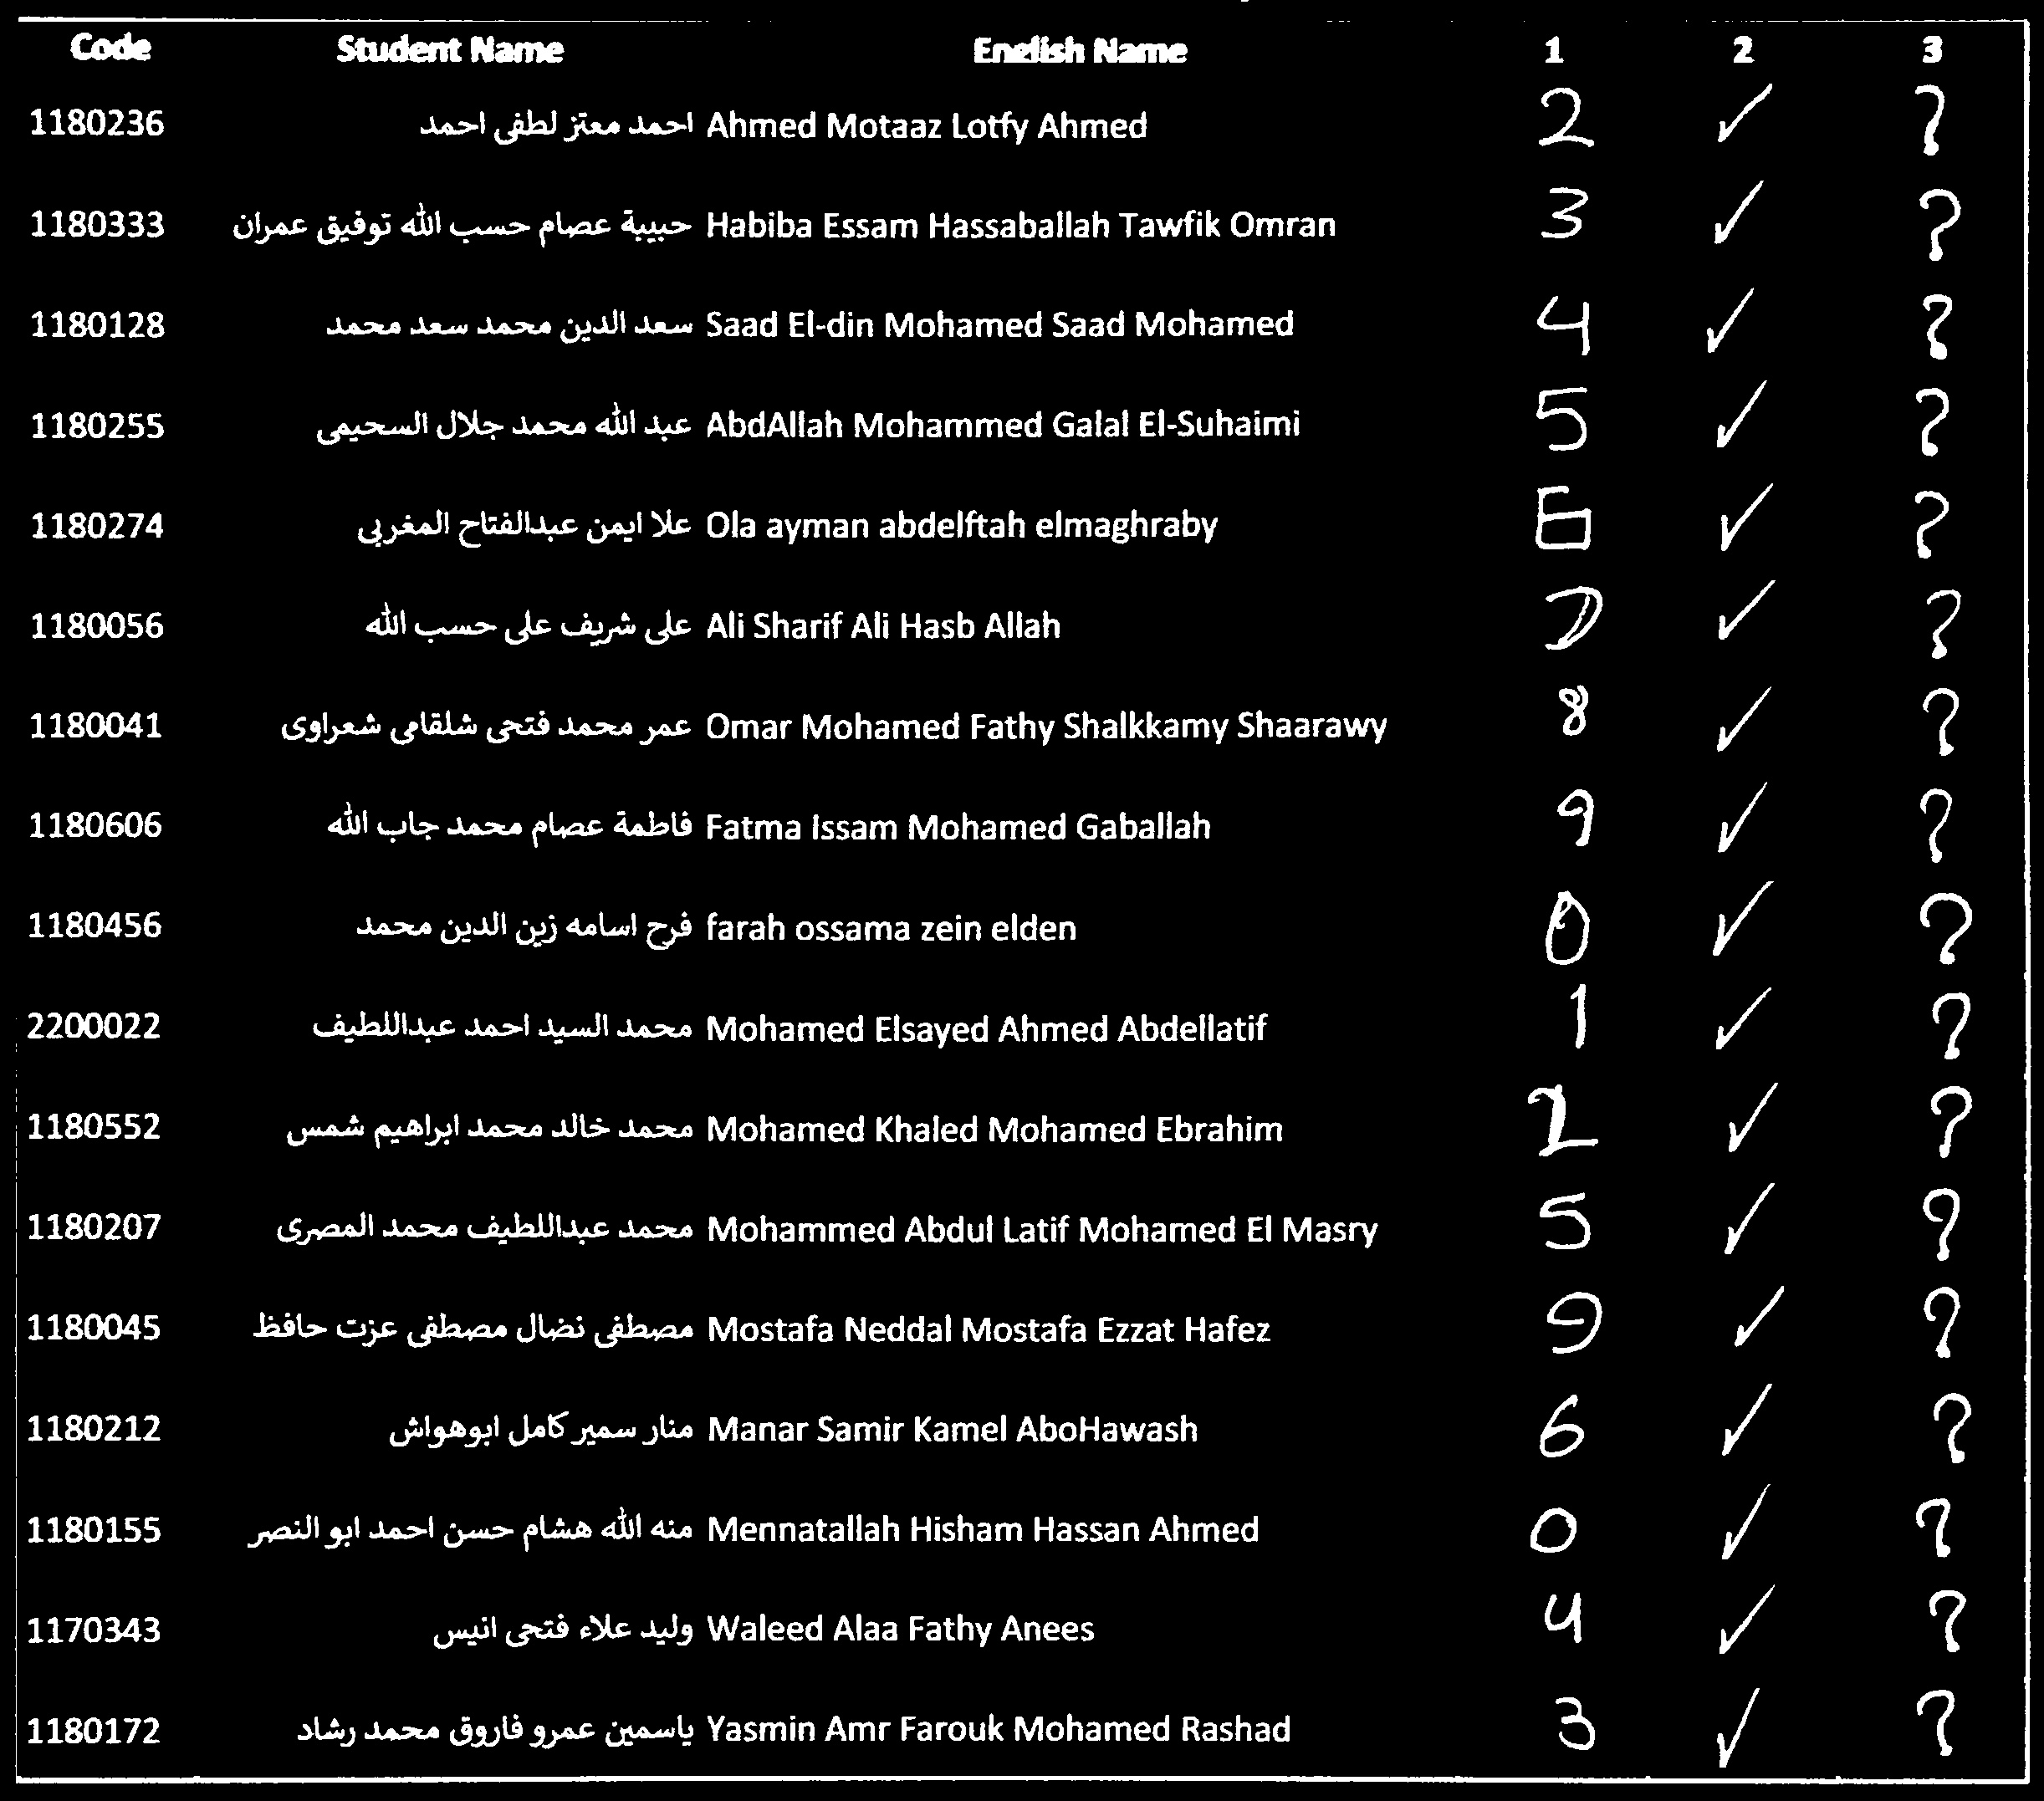 Code Student Name English Name 1 2 3
1180236 احمد معتز لطفى احمد Ahmed Motaaz Lotfy Ahmed 2 ✓ ?
1180333 حبيبة عصام حسب الله توفيق عمران Habiba Essam Hassaballah Tawfik Omran 3 ✓ ?
1180128 سعد الدين محمد سعد محمد Saad El-din Mohamed Saad Mohamed 4 ✓ ?
1180255 عبد الله محمد جلال السحيمى AbdAllah Mohammed Galal El-Suhaimi 5 ✓ ?
1180274 علا ايمن عبدالفتاح المغربي Ola ayman abdelftah elmaghraby 6 ✓ ?
1180056 على شريف على حسب الله Ali Sharif Ali Hasb Allah 7 ✓ ?
1180041 عمر محمد فتحى شلقامي شعراوى Omar Mohamed Fathy Shalkkamy Shaarawy 8 ✓ ?
1180606 فاطمة عصام محمد جاب الله Fatma Issam Mohamed Gaballah 9 ✓ ?
1180456 فرح اسامه زين الدين محمد farah ossama zein elden 0 ✓ ?
2200022 محمد السيد احمد عبداللطيف Mohamed Elsayed Ahmed Abdellatif 1 ✓ ?
1180552 محمد خالد محمد ابراهيم شمس Mohamed Khaled Mohamed Ebrahim 2 ✓ ?
1180207 محمد عبداللطيف محمد المصرى Mohammed Abdul Latif Mohamed El Masry 5 ✓ ?
1180045 مصطفى نضال مصطفى عزت حافظ Mostafa Neddal Mostafa Ezzat Hafez 9 ✓ ?
1180212 منار سمير كامل ابوهواش Manar Samir Kamel AboHawash 6 ✓ ?
1180155 منه الله هشام حسن احمد ابو النصر Mennatallah Hisham Hassan Ahmed 0 ✓ ?
1170343 وليد علاء فتحى انيس Waleed Alaa Fathy Anees 4 ✓ ?
1180172 ياسمين عمرو فاروق محمد رشاد Yasmin Amr Farouk Mohamed Rashad 3 ✓ ?